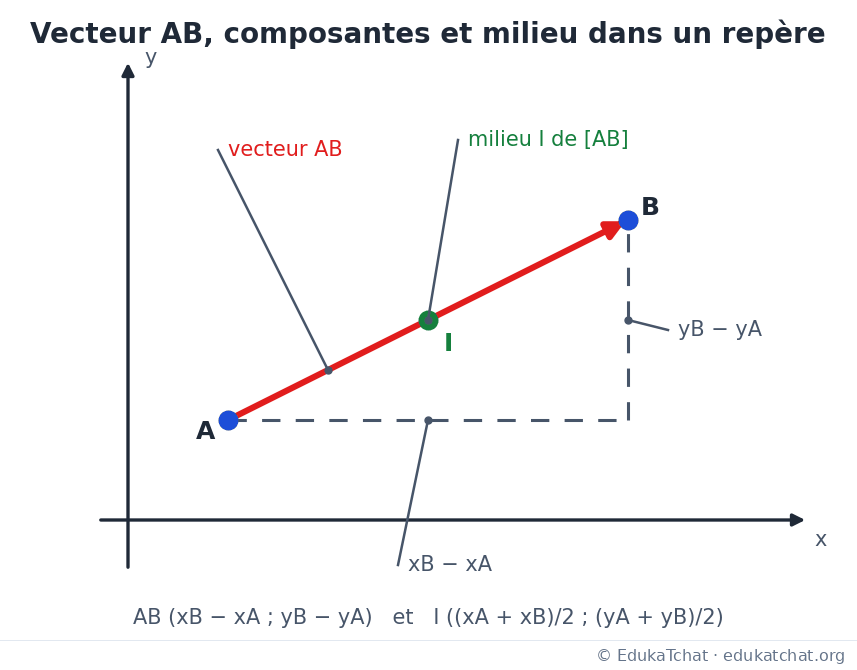 Vecteur AB, composantes et milieu dans un repère
y
vecteur AB
milieu I de [AB]
B
yB − yA
I
A
x
xB − xA
AB (xB − xA ; yB − yA)   et   I ((xA + xB)/2 ; (yA + yB)/2)
© EdukaTchat · edukatchat.org